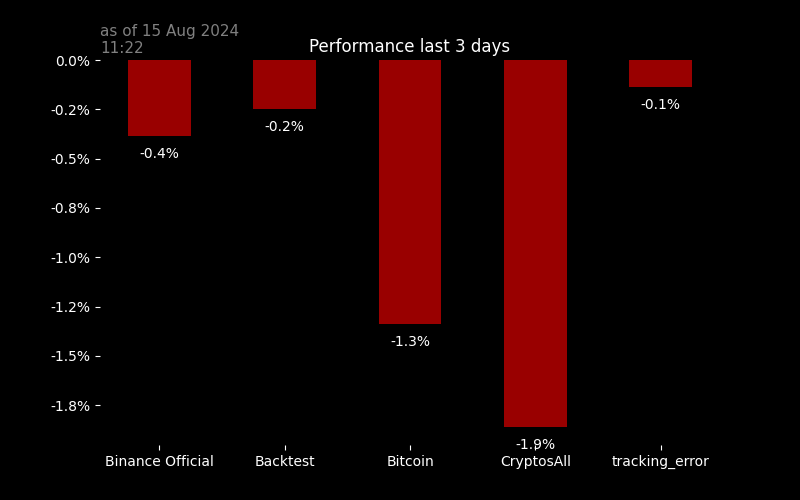 as of 15 Aug 2024
11:22
Performance last 3 days
0.0%
-0.2%
-0.5%
-0.8%
-1.0%
-1.2%
-1.5%
-1.8%
-0.4%
-0.2%
-1.3%
-1.9%
-0.1%
Binance Official
Backtest
Bitcoin
CryptosAll
tracking_error